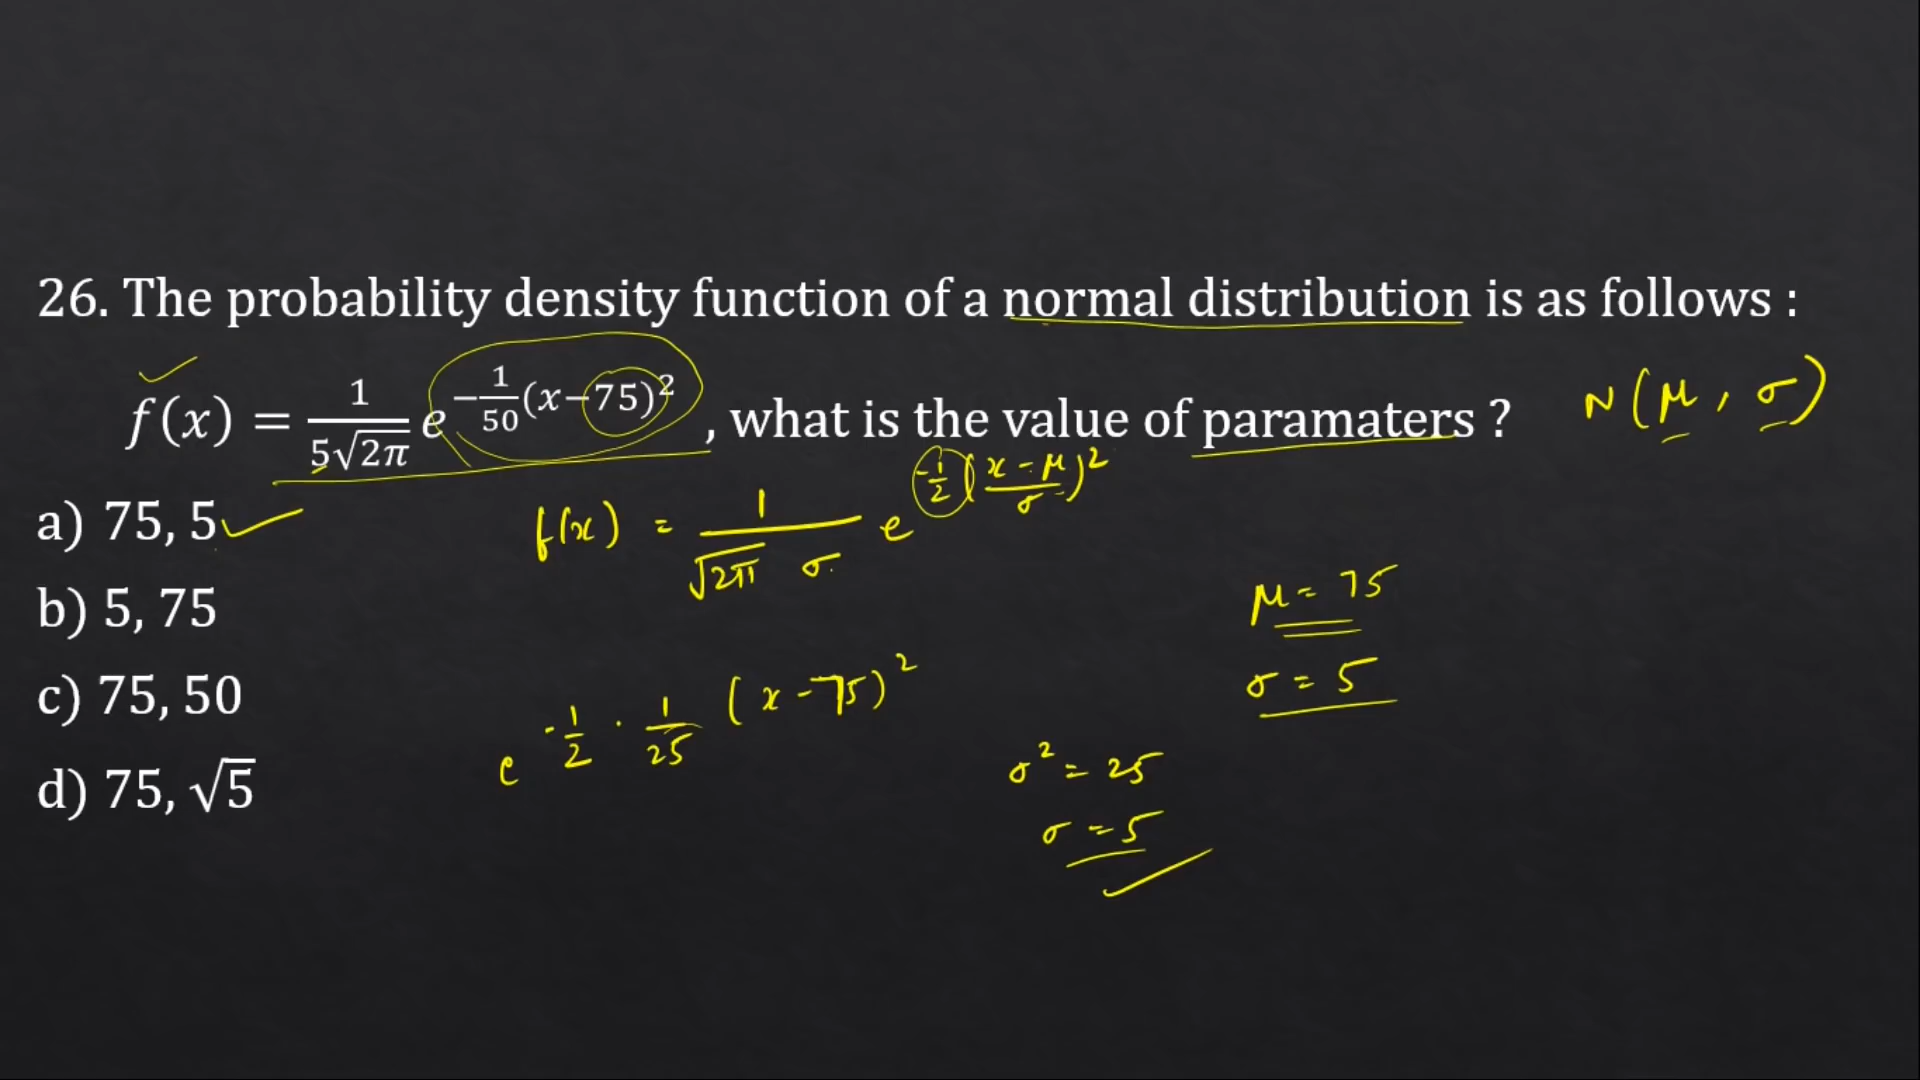 26. The probability density function of a normal distribution is as follows :
f(x) = 1/(5√2π) e^(-1/50 (x-75)^2) , what is the value of paramaters ? N(μ, σ)
a) 75, 5
f(x) = 1/(√2π σ) e^(-1/2 ((x-μ)/σ)^2)
b) 5, 75
μ = 75
c) 75, 50
σ = 5
e^(-1/2 · 1/25 (x-75)^2)
d) 75, √5
σ^2 = 25
σ = 5